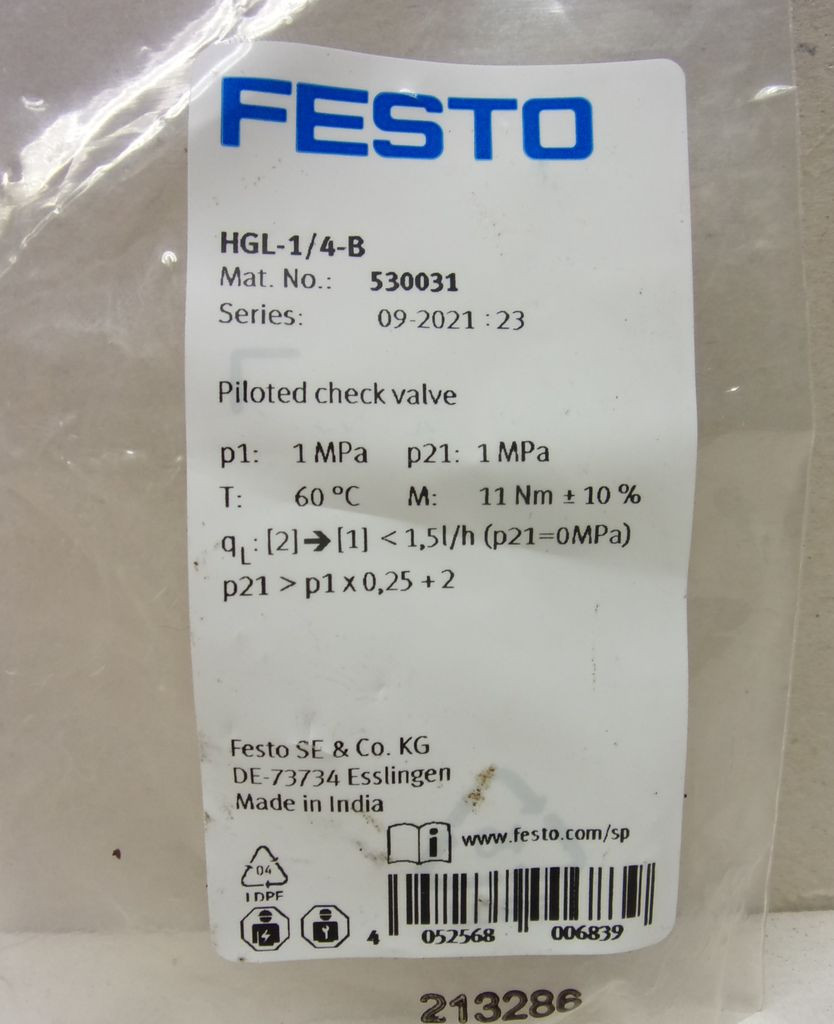 FESTO
HGL-1/4-B
Mat. No.: 530031
Series: 09-2021 : 23
Piloted check valve
p1: 1 MPa p21: 1 MPa
T: 60 °C M: 11 Nm ± 10 %
qL: [2]➔[1] < 1,5l/h (p21=0MPa)
p21 > p1 x 0,25 + 2
Festo SE & Co. KG
DE-73734 Esslingen
Made in India
i www.festo.com/sp
04
LDPE
4 052568 006839
213286